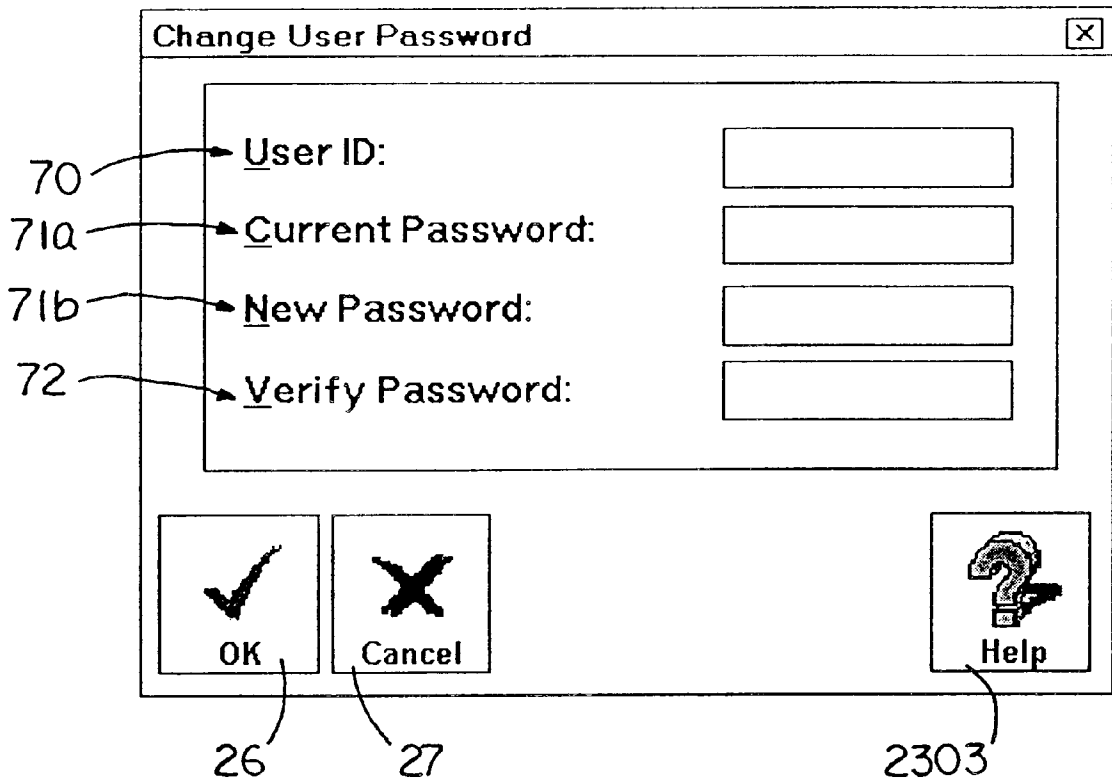 Change User Password
70 User ID:
71a Current Password:
71b New Password:
72 Verify Password:
OK Cancel Help
26 27 2303